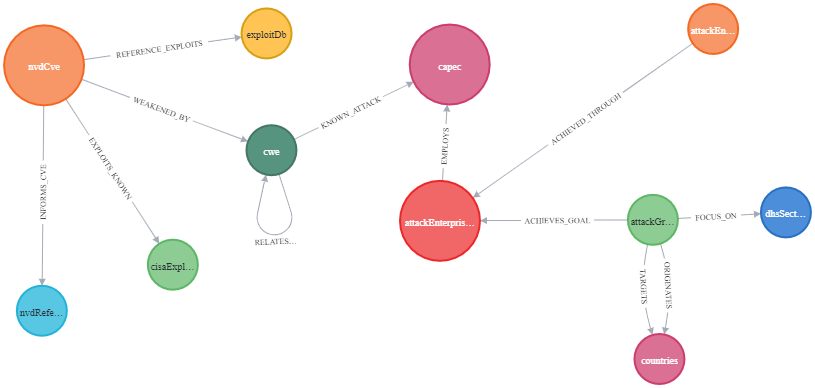 attackEn...
exploitDb
REFERENCE_EXPLOITS
nvdCve
capec
WEAKENED_BY
KNOWN_ATTACK
ACHIEVED_THROUGH
cwe
EMPLOYS
EXPLOITS_KNOWN
INFORMS_CVE
attackEnterpris...
ACHIEVES_GOAL
attackGr...
FOCUS_ON
dhsSect...
RELATES...
cisaExpl...
TARGETS
ORIGINATES
nvdRefe...
countries